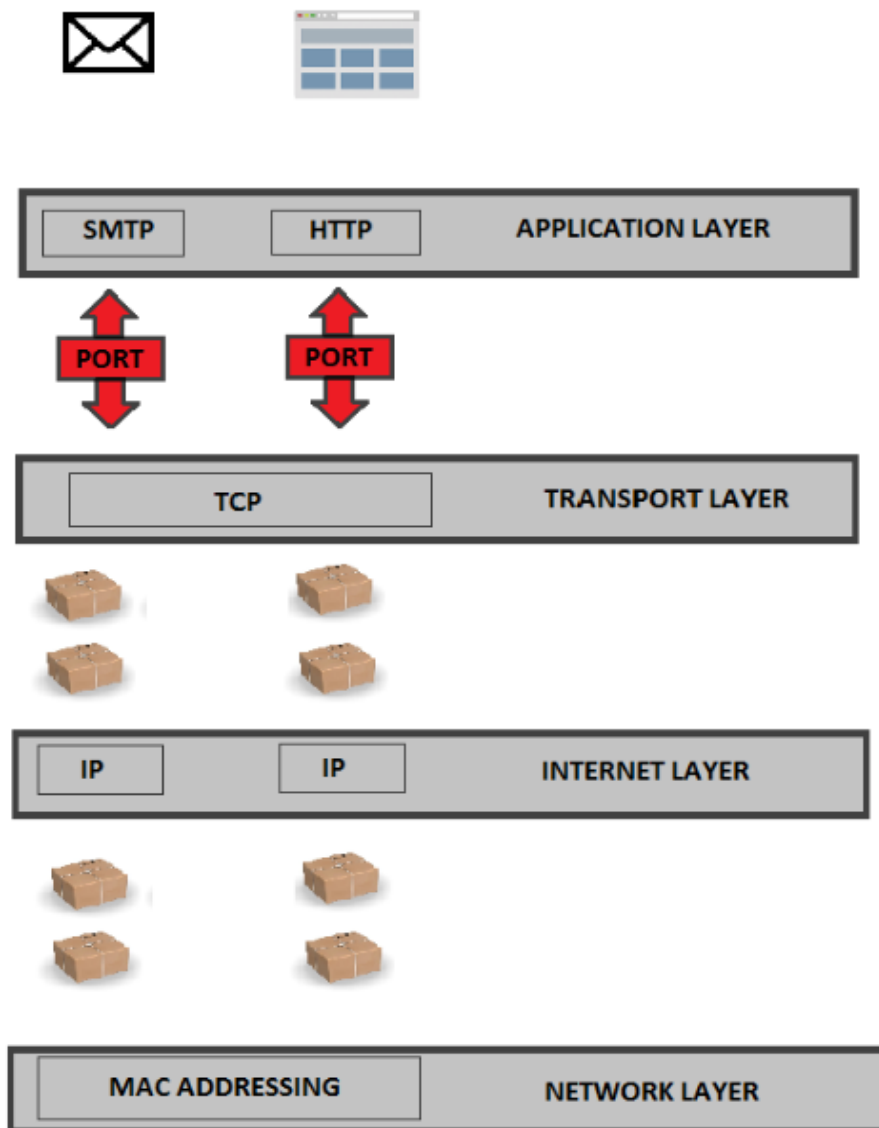 SMTP
HTTP
APPLICATION LAYER
PORT
PORT
TCP
TRANSPORT LAYER
IP
IP
INTERNET LAYER
MAC ADDRESSING
NETWORK LAYER